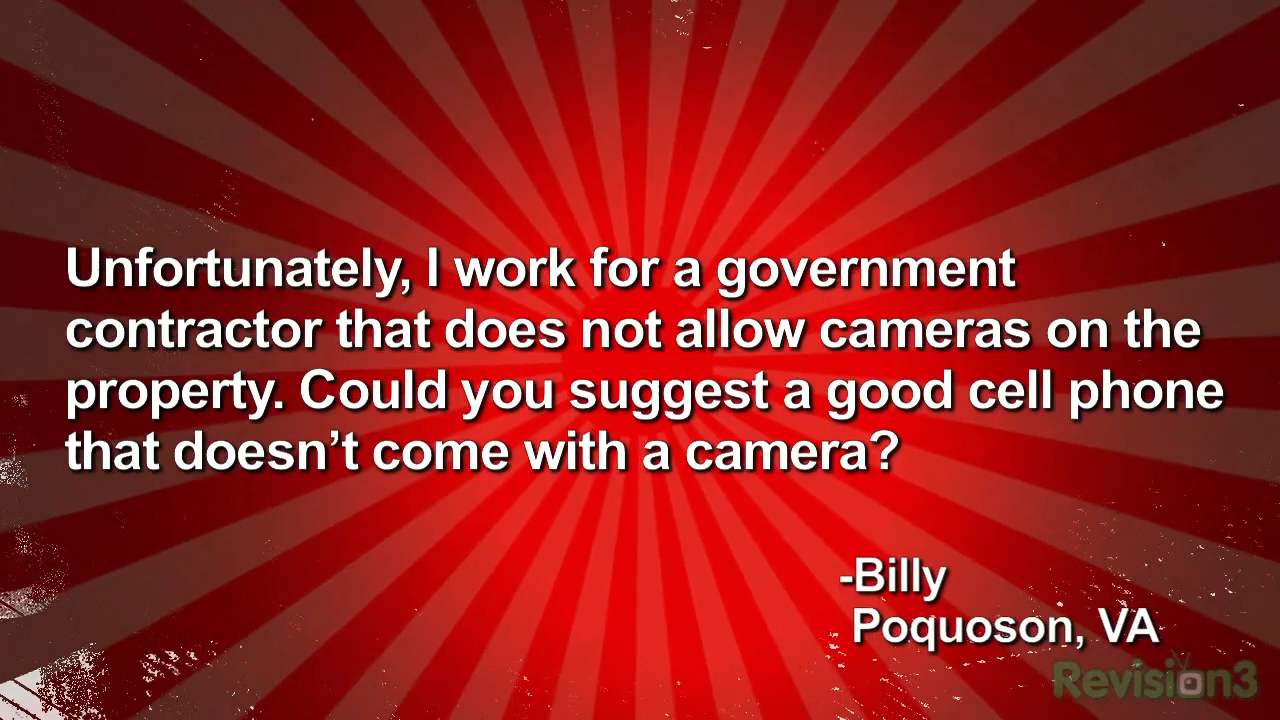 Unfortunately, I work for a government
contractor that does not allow cameras on the
property. Could you suggest a good cell phone
that doesn’t come with a camera?
-Billy
Poquoson, VA
Revision3